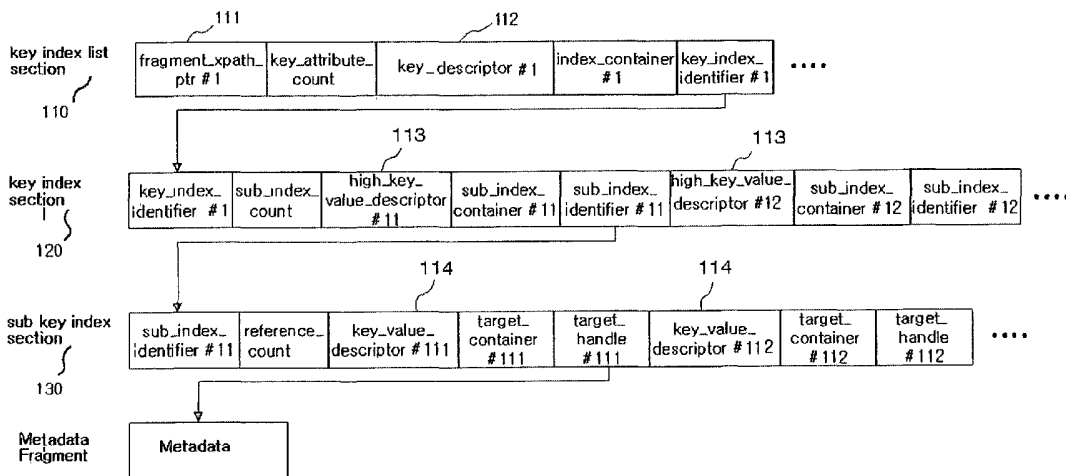 111
112
key index list
section
110
fragment_xpath_
ptr #1
key_attribute_
count
key_descriptor #1
index_container
#1
key_index_
identifier #1
....
113
113
key index
section
120
key_index_
identifier #1
sub_index_
count
high_key_
value_descriptor
#11
sub_index_
container #11
sub_index_
identifier #11
high_key_value_
descriptor #12
sub_index_
container #12
sub_index_
identifier #12
....
114
114
sub key index
section
130
sub_index_
identifier #11
reference_
count
key_value_
descriptor #111
target_
container
#111
target_
handle
#111
key_value_
descriptor #112
target_
container
#112
target_
handle
#112
....
Metadata
Fragment
Metadata